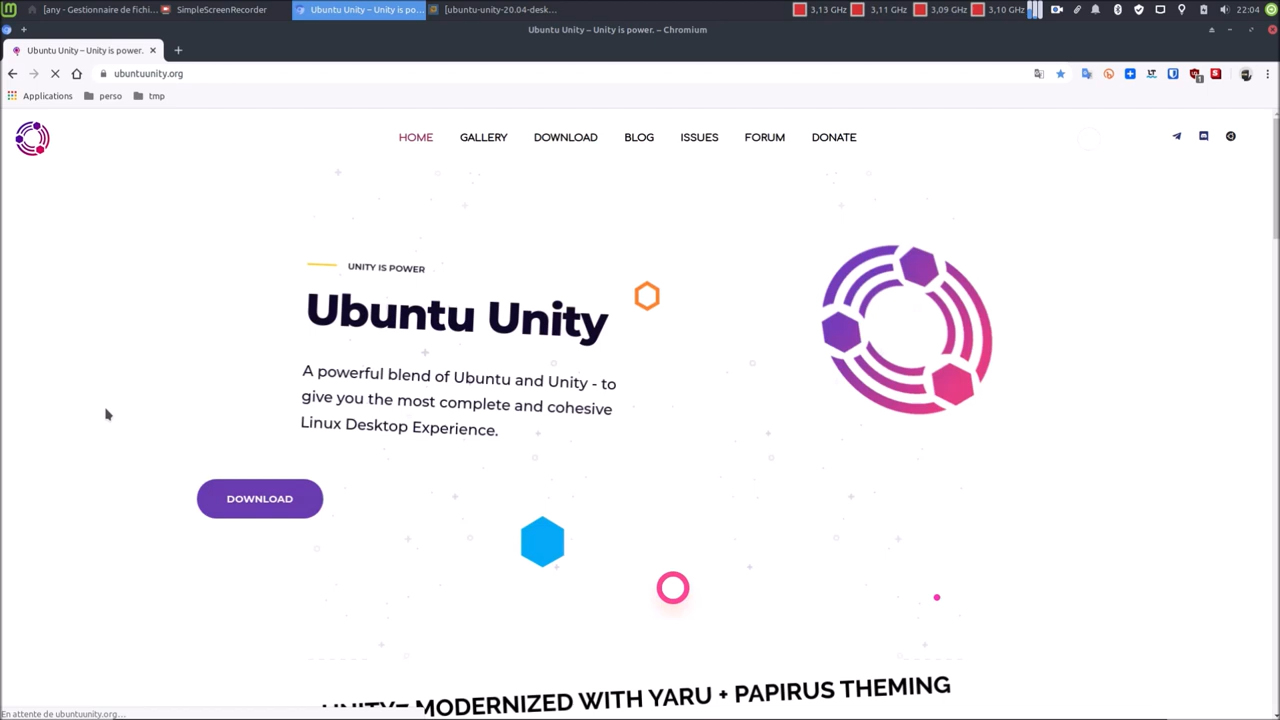 [any - Gestionnaire de fichi...
SimpleScreenRecorder
Ubuntu Unity – Unity is po...
[ubuntu-unity-20.04-desk...
3,13 GHz
3,11 GHz
3,09 GHz
3,10 GHz
22:04
Ubuntu Unity – Unity is power. – Chromium
Ubuntu Unity – Unity is power.
ubuntuunity.org
Applications
perso
tmp
HOME
GALLERY
DOWNLOAD
BLOG
ISSUES
FORUM
DONATE
UNITY IS POWER
Ubuntu Unity
A powerful blend of Ubuntu and Unity - to
give you the most complete and cohesive
Linux Desktop Experience.
DOWNLOAD
UNITY7 MODERNIZED WITH YARU + PAPIRUS THEMING
En attente de ubuntuunity.org...